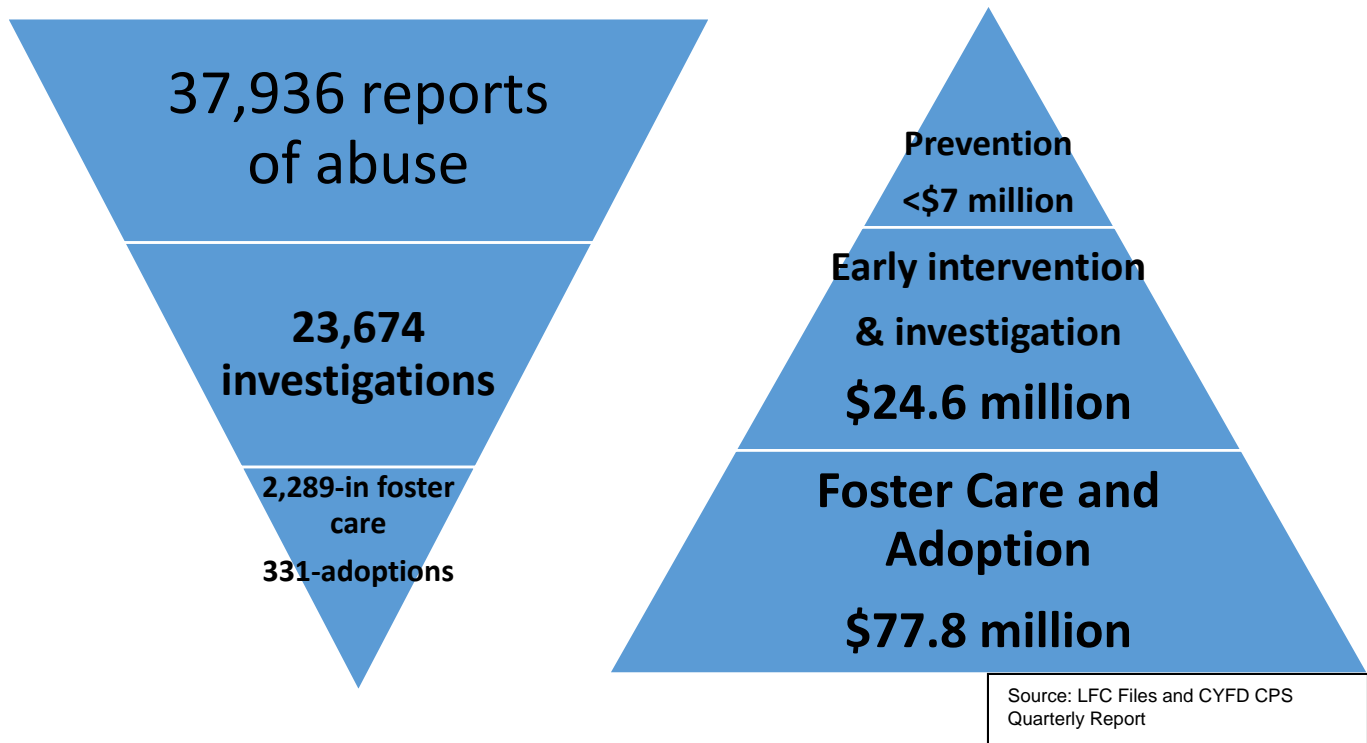 37,936 reports
of abuse
23,674
investigations
2,289-in foster
care
331-adoptions
Prevention
<$7 million
Early intervention
& investigation
$24.6 million
Foster Care and
Adoption
$77.8 million
Source: LFC Files and CYFD CPS
Quarterly Report